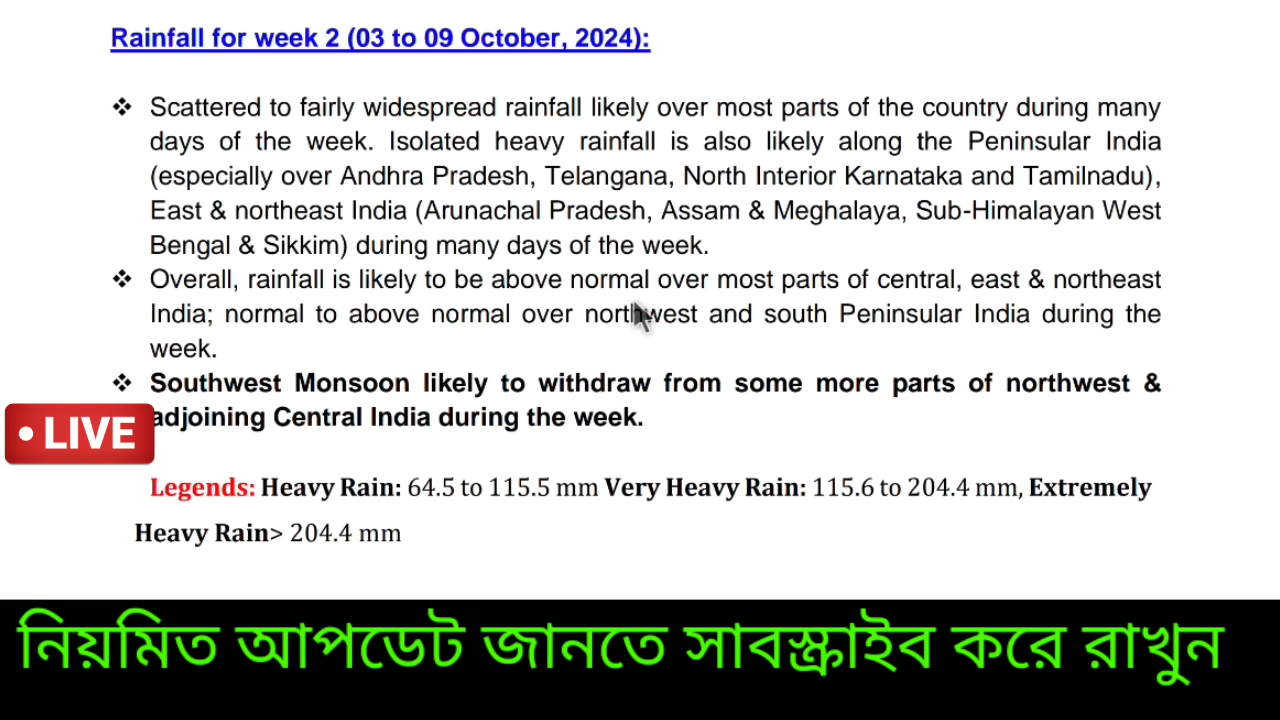 Rainfall for week 2 (03 to 09 October, 2024):
❖ Scattered to fairly widespread rainfall likely over most parts of the country during many
days of the week. Isolated heavy rainfall is also likely along the Peninsular India
(especially over Andhra Pradesh, Telangana, North Interior Karnataka and Tamilnadu),
East & northeast India (Arunachal Pradesh, Assam & Meghalaya, Sub-Himalayan West
Bengal & Sikkim) during many days of the week.
❖ Overall, rainfall is likely to be above normal over most parts of central, east & northeast
India; normal to above normal over northwest and south Peninsular India during the
week.
❖ Southwest Monsoon likely to withdraw from some more parts of northwest &
adjoining Central India during the week.
• LIVE
Legends: Heavy Rain: 64.5 to 115.5 mm Very Heavy Rain: 115.6 to 204.4 mm, Extremely
Heavy Rain> 204.4 mm
নিয়মিত আপডেট জানতে সাবস্ক্রাইব করে রাখুন